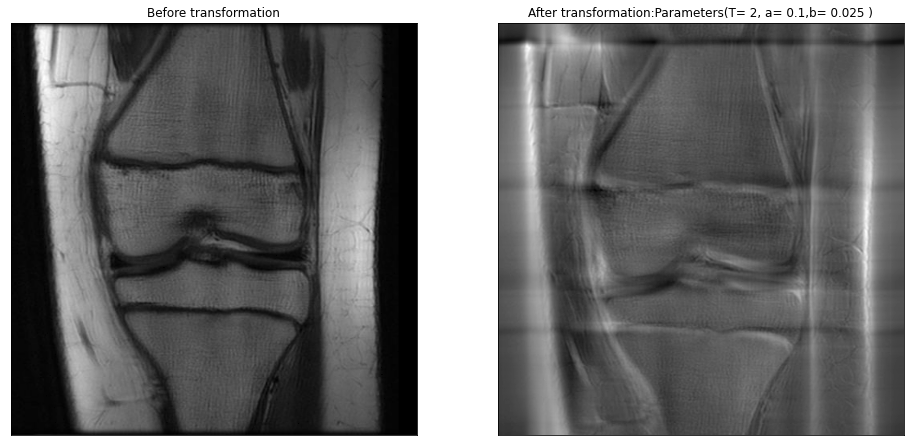 Before transformation
After transformation:Parameters(T= 2, a= 0.1,b= 0.025 )